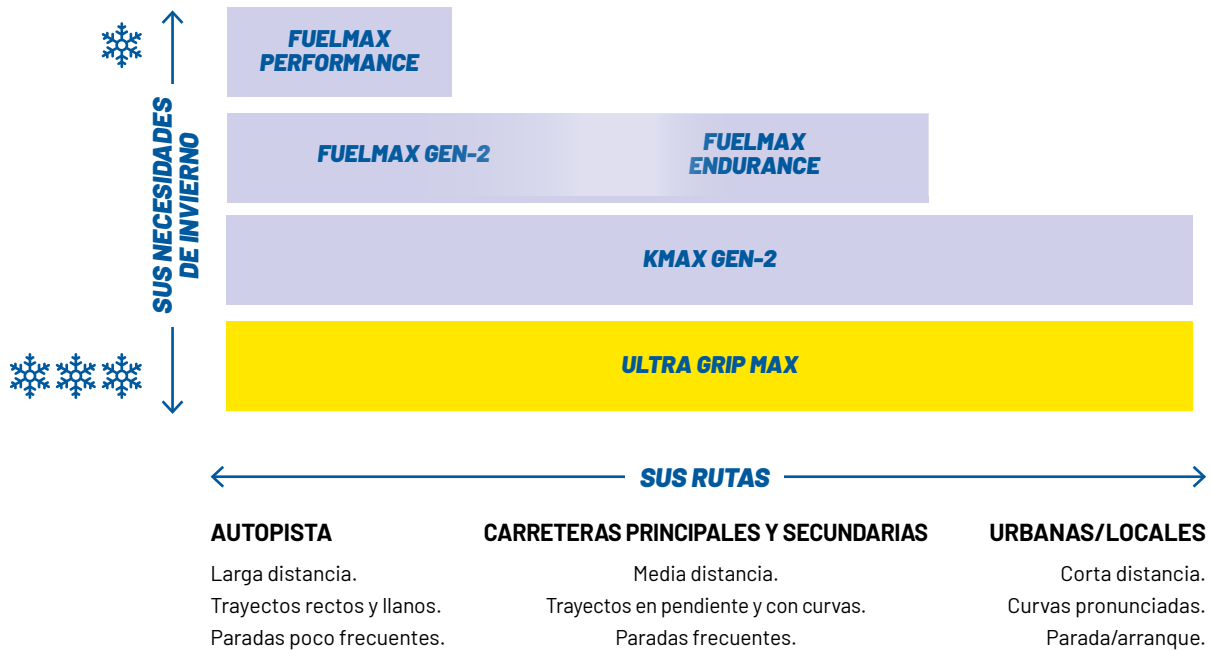 FUELMAX
PERFORMANCE
SUS NECESIDADES
DE INVIERNO
FUELMAX GEN-2
FUELMAX
ENDURANCE
KMAX GEN-2
ULTRA GRIP MAX
SUS RUTAS
AUTOPISTA
Larga distancia.
Trayectos rectos y llanos.
Paradas poco frecuentes.
CARRETERAS PRINCIPALES Y SECUNDARIAS
Media distancia.
Trayectos en pendiente y con curvas.
Paradas frecuentes.
URBANAS/LOCALES
Corta distancia.
Curvas pronunciadas.
Parada/arranque.